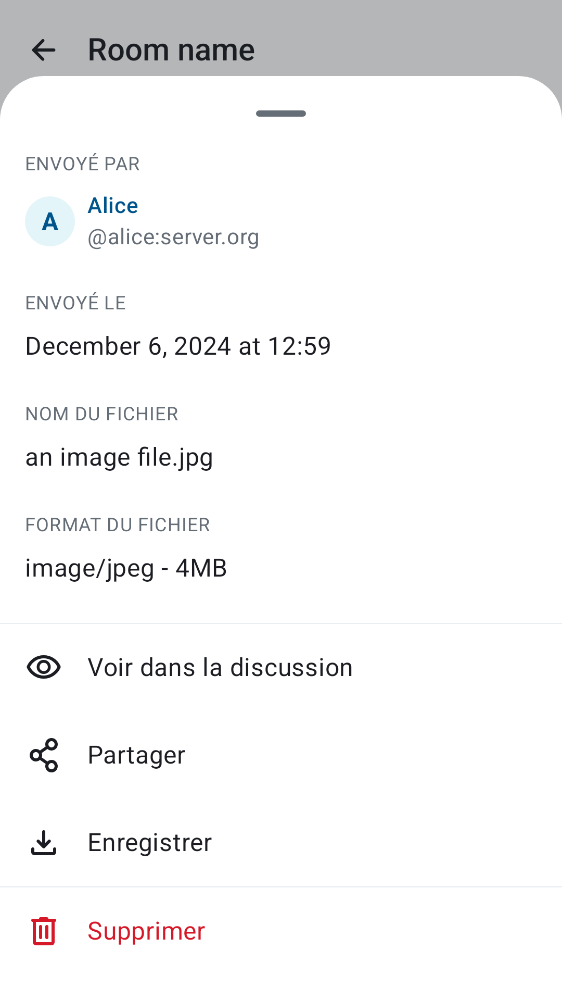 Room name
ENVOYÉ PAR
A
Alice
@alice:server.org
ENVOYÉ LE
December 6, 2024 at 12:59
NOM DU FICHIER
an image file.jpg
FORMAT DU FICHIER
image/jpeg - 4MB
Voir dans la discussion
Partager
Enregistrer
Supprimer